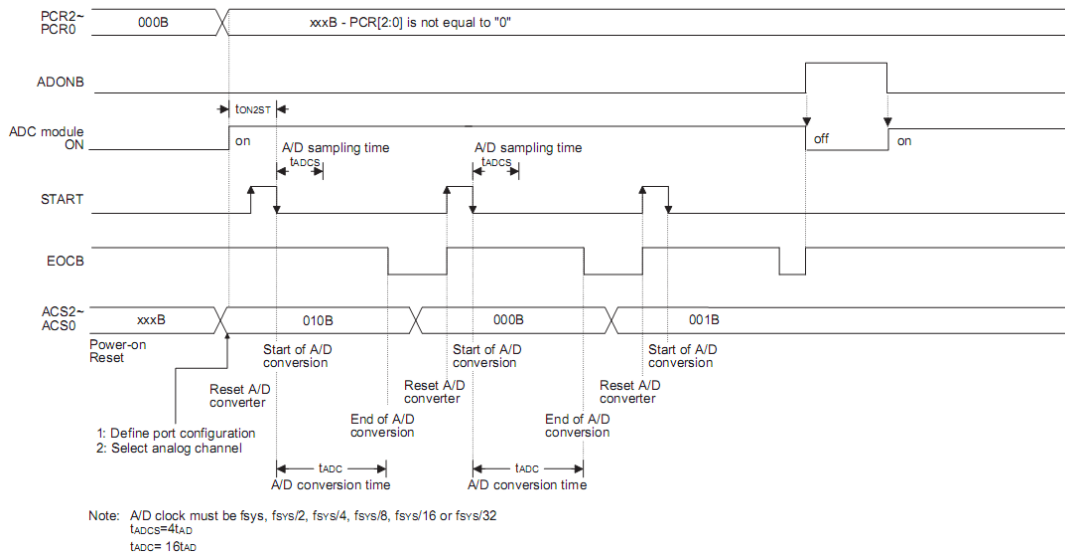 PCR2~
PCR0
000B
xxxB - PCR[2:0] is not equal to "0"
ADONB
tON2ST
ADC module
ON
on
off
on
A/D sampling time
tADCS
A/D sampling time
tADCS
START
EOCB
ACS2~
ACS0
xxxB
010B
000B
001B
Power-on
Reset
Start of A/D
conversion
Start of A/D
conversion
Start of A/D
conversion
Reset A/D
converter
Reset A/D
converter
Reset A/D
converter
End of A/D
conversion
End of A/D
conversion
1: Define port configuration
2: Select analog channel
tADC
A/D conversion time
tADC
A/D conversion time
Note: A/D clock must be fsys, fSYS/2, fSYS/4, fSYS/8, fSYS/16 or fSYS/32
tADCS=4tAD
tADC= 16tAD